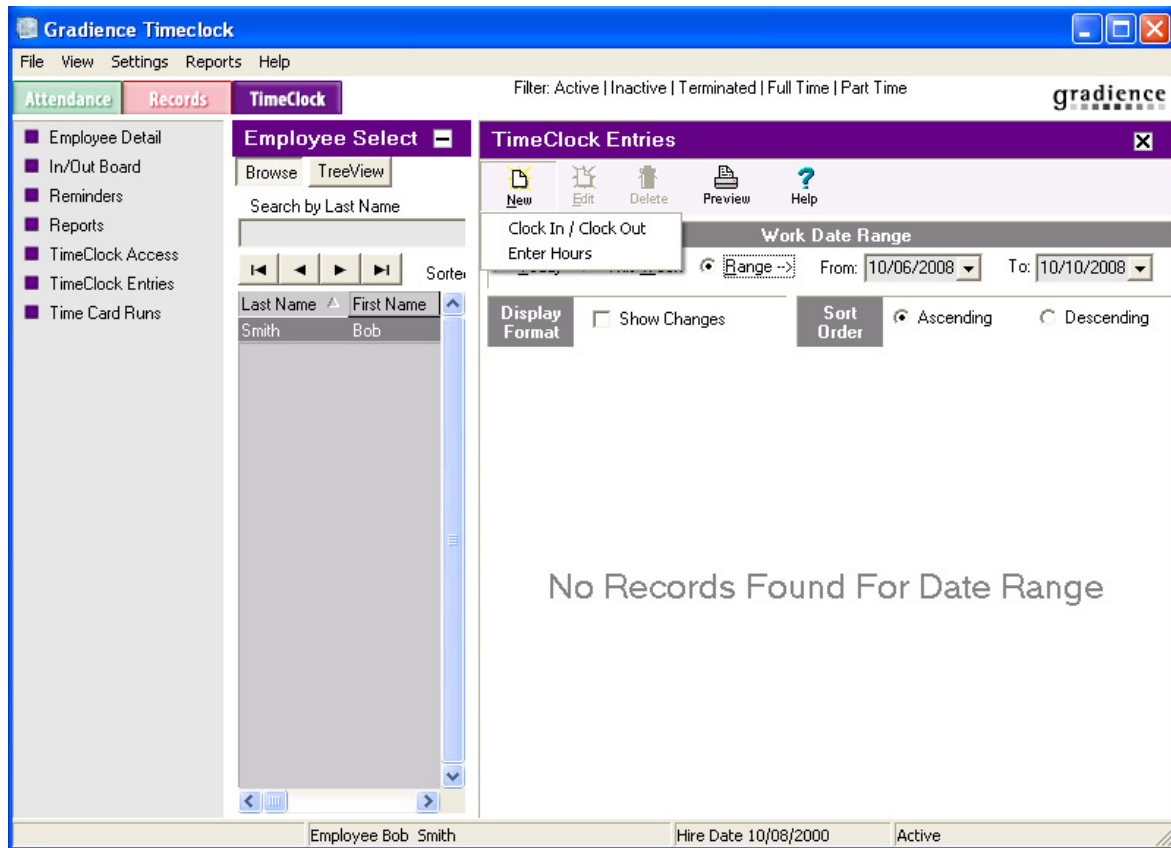 Gradience Timeclock
File View Settings Reports Help
Attendance Records TimeClock
Filter: Active | Inactive | Terminated | Full Time | Part Time
gradience
Employee Detail
In/Out Board
Reminders
Reports
TimeClock Access
TimeClock Entries
Time Card Runs
Employee Select
Browse TreeView
Search by Last Name
Last Name First Name
Smith Bob
TimeClock Entries
New Edit Delete Preview Help
Clock In / Clock Out
Enter Hours
Work Date Range
Range --> From: 10/06/2008 To: 10/10/2008
Display Format
Show Changes
Sort Order
Ascending Descending
No Records Found For Date Range
Employee Bob Smith Hire Date 10/08/2000 Active